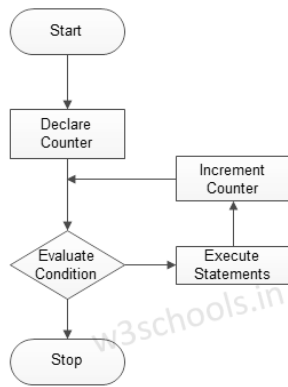 Start
Declare
Counter
Increment
Counter
Evaluate
Condition
Execute
Statements
Stop
w3schools.in